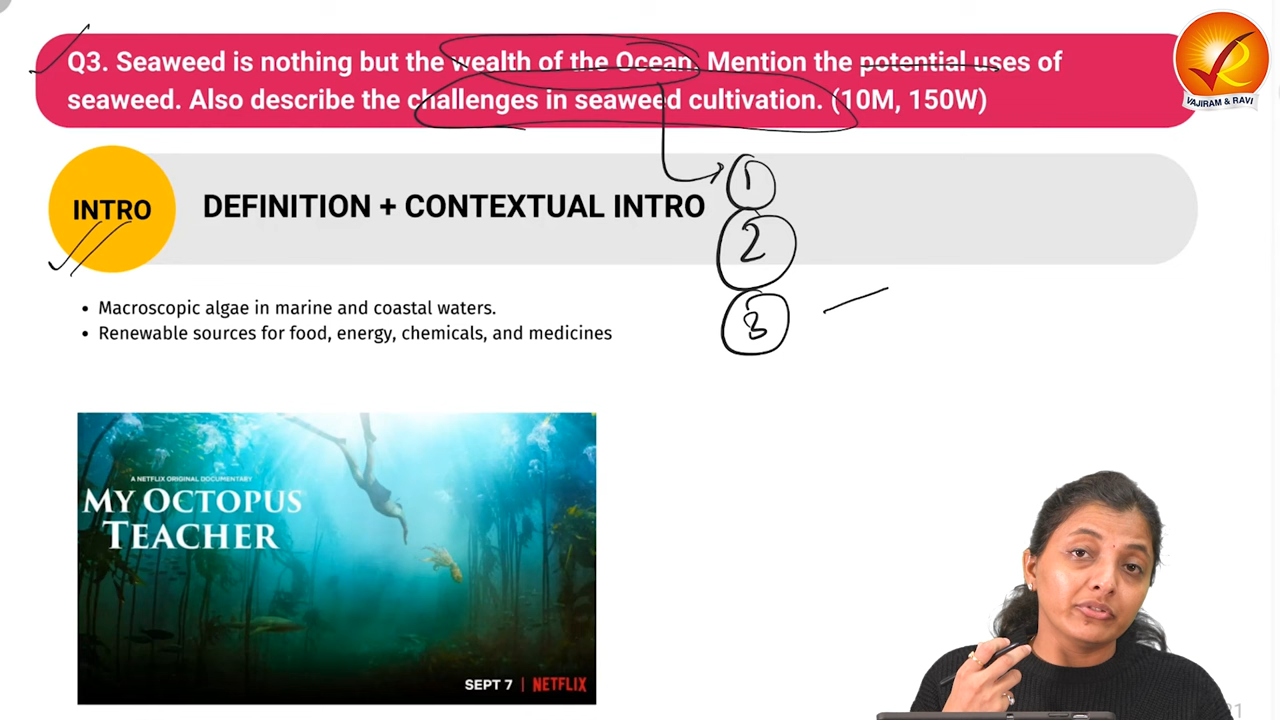 Q3. Seaweed is nothing but the wealth of the Ocean. Mention the potential uses of
seaweed. Also describe the challenges in seaweed cultivation. (10M, 150W)
VAJIRAM & RAVI
INTRO
DEFINITION + CONTEXTUAL INTRO
1
2
3
• Macroscopic algae in marine and coastal waters.
• Renewable sources for food, energy, chemicals, and medicines
A NETFLIX ORIGINAL DOCUMENTARY
MY OCTOPUS
TEACHER
SEPT 7 | NETFLIX